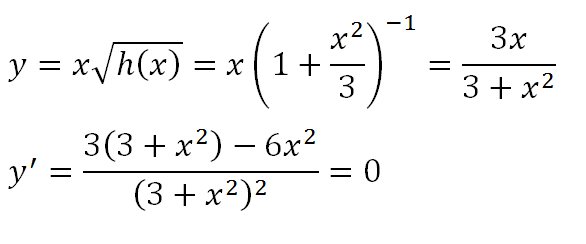 y = x√h(x) = x(1 + x²/3)⁻¹ = 3x/(3 + x²)
y′ = (3(3 + x²) − 6x²)/(3 + x²)² = 0